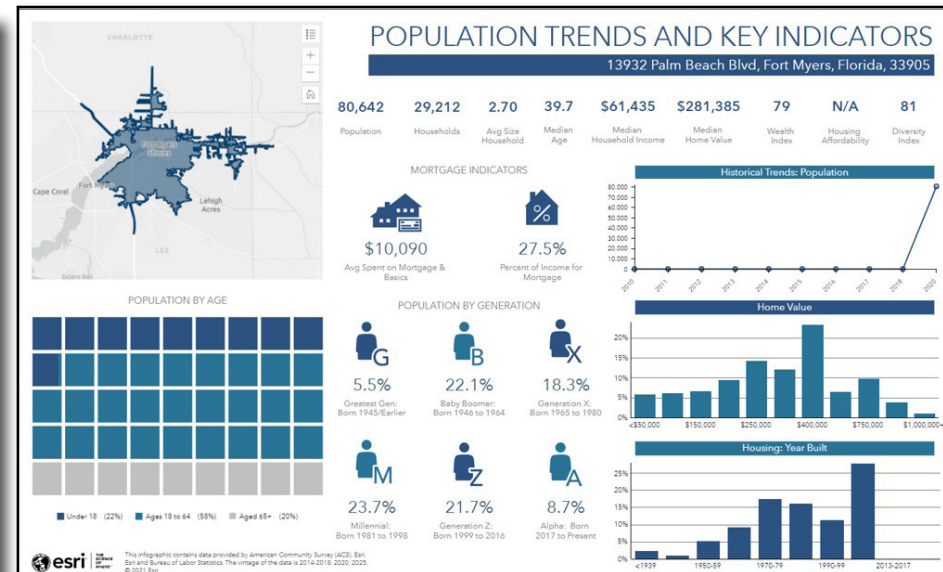 POPULATION TRENDS AND KEY INDICATORS
13932 Palm Beach Blvd, Fort Myers, Florida, 33905
CHARLOTTE
Fort Myers
Shores
Cape Coral
Lehigh
Acres
LEE
80,642
Population
29,212
Households
2.70
Avg Size
Household
39.7
Median
Age
$61,435
Median
Household Income
$281,385
Median
Home Value
79
Wealth
Index
N/A
Housing
Affordability
81
Diversity
Index
MORTGAGE INDICATORS
$10,090
Avg Spent on Mortgage &
Basics
%
27.5%
Percent of Income for
Mortgage
Historical Trends: Population
80,000
70,000
60,000
50,000
40,000
30,000
20,000
10,000
0
2010 2011 2012 2013 2014 2015 2016 2017 2018 2020
POPULATION BY AGE
Under 18 (22%) Ages 18 to 64 (58%) Aged 65+ (20%)
POPULATION BY GENERATION
G
5.5%
Greatest Gen:
Born 1945/Earlier
B
22.1%
Baby Boomer:
Born 1946 to 1964
X
18.3%
Generation X:
Born 1965 to 1980
M
23.7%
Millennial:
Born 1981 to 1998
Z
21.7%
Generation Z:
Born 1999 to 2016
A
8.7%
Alpha: Born
2017 to Present
Home Value
20%
15%
10%
5%
0%
<$50,000 $150,000 $250,000 $400,000 $750,000 $1,000,000+
Housing: Year Built
25%
20%
15%
10%
5%
0%
<1939 1950-59 1970-79 1990-99 2013-2017
esri
THE
SCIENCE
OF
WHERE
This infographic contains data provided by American Community Survey (ACS), Esri,
Esri and Bureau of Labor Statistics. The vintage of the data is 2014-2018, 2020, 2025.
© 2021 Esri